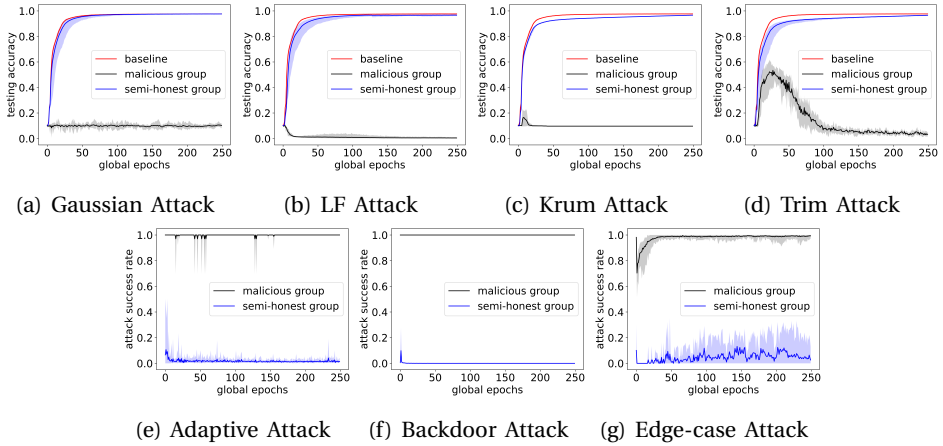 testing accuracy
1.0
0.8
0.6
0.4
0.2
0.0
baseline
malicious group
semi-honest group
0 50 100 150 200 250
global epochs
(a) Gaussian Attack
testing accuracy
1.0
0.8
0.6
0.4
0.2
0.0
baseline
malicious group
semi-honest group
0 50 100 150 200 250
global epochs
(b) LF Attack
testing accuracy
1.0
0.8
0.6
0.4
0.2
0.0
baseline
malicious group
semi-honest group
0 50 100 150 200 250
global epochs
(c) Krum Attack
testing accuracy
1.0
0.8
0.6
0.4
0.2
0.0
baseline
malicious group
semi-honest group
0 50 100 150 200 250
global epochs
(d) Trim Attack
attack success rate
1.0
0.8
0.6
0.4
0.2
0.0
malicious group
semi-honest group
0 50 100 150 200 250
global epochs
(e) Adaptive Attack
attack success rate
1.0
0.8
0.6
0.4
0.2
0.0
malicious group
semi-honest group
0 50 100 150 200 250
global epochs
(f) Backdoor Attack
attack success rate
1.0
0.8
0.6
0.4
0.2
0.0
malicious group
semi-honest group
0 50 100 150 200 250
global epochs
(g) Edge-case Attack